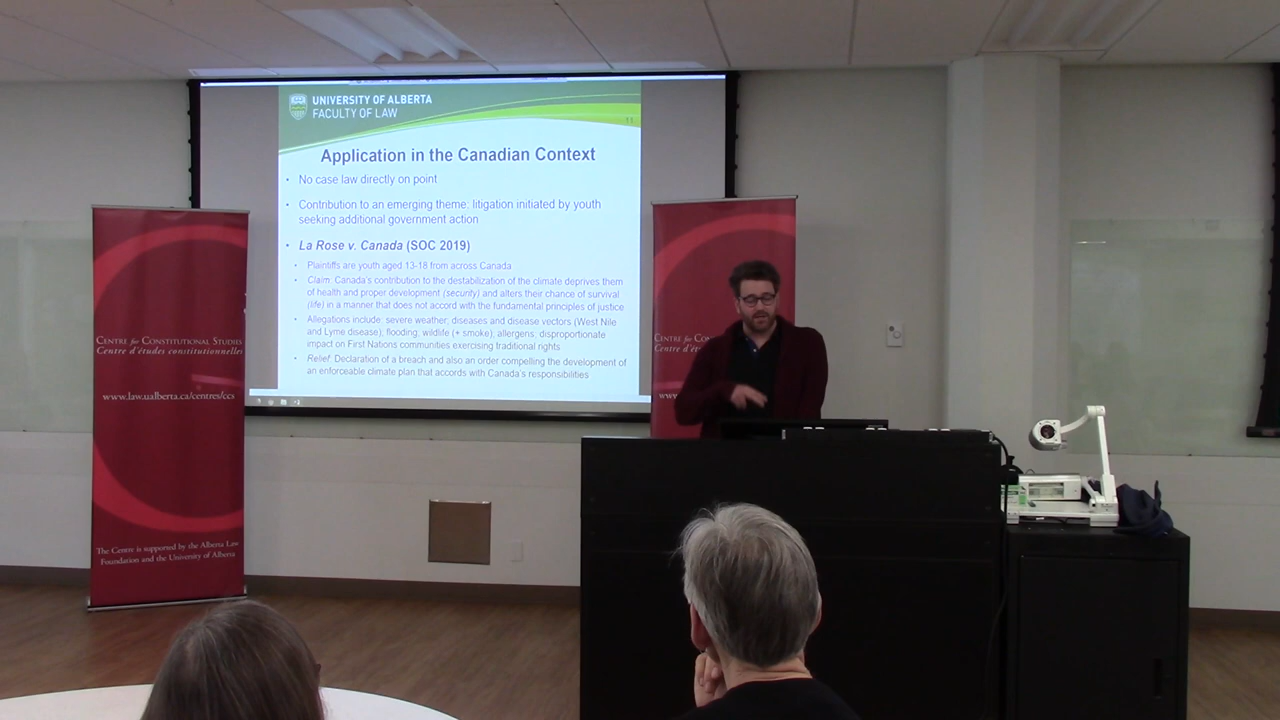 UNIVERSITY OF ALBERTA
FACULTY OF LAW
11
Application in the Canadian Context
• No case law directly on point
• Contribution to an emerging theme: litigation initiated by youth
seeking additional government action
• La Rose v. Canada (SOC 2019)
• Plaintiffs are youth aged 13-18 from across Canada
• Claim: Canada's contribution to the destabilization of the climate deprives them
of health and proper development (security) and alters their chance of survival
(life) in a manner that does not accord with the fundamental principles of justice
• Allegations include: severe weather; diseases and disease vectors (West Nile
and Lyme disease); flooding; wildlife (+ smoke); allergens; disproportionate
impact on First Nations communities exercising traditional rights
• Relief: Declaration of a breach and also an order compelling the development of
an enforceable climate plan that accords with Canada's responsibilities
CENTRE for CONSTITUTIONAL STUDIES
Centre d'études constitutionnelles
www.law.ualberta.ca/centres/ccs
The Centre is supported by the Alberta Law
Foundation and the University of Alberta
CENTRE for CO
Centre d'ét
ww